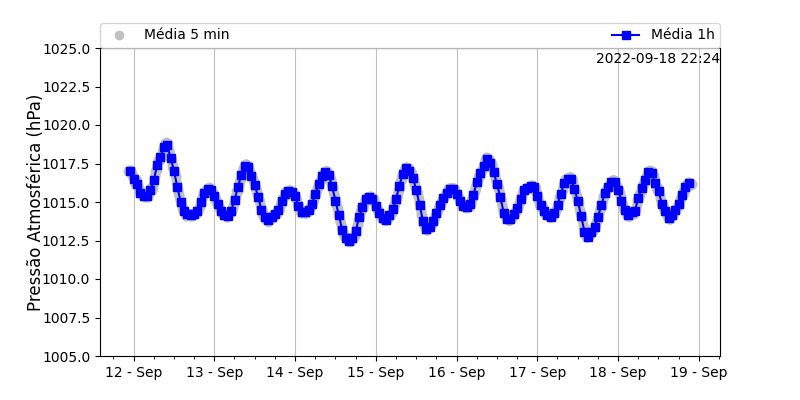 Média 5 min
Média 1h
2022-09-18 22:24
Pressão Atmosférica (hPa)
1025.0
1022.5
1020.0
1017.5
1015.0
1012.5
1010.0
1007.5
1005.0
12 - Sep
13 - Sep
14 - Sep
15 - Sep
16 - Sep
17 - Sep
18 - Sep
19 - Sep